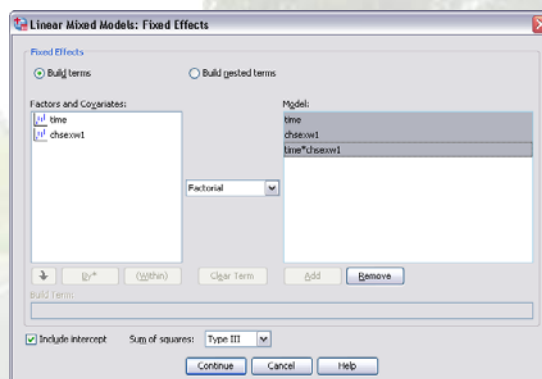 Linear Mixed Models: Fixed Effects
Fixed Effects
Build terms
Build nested terms
Factors and Covariates:
Model:
time
chsexw1
time
chsexw1
time*chsexw1
Factorial
By*
(Within)
Clear Term
Add
Remove
Build Term:
Include intercept
Sum of squares:
Type III
Continue
Cancel
Help